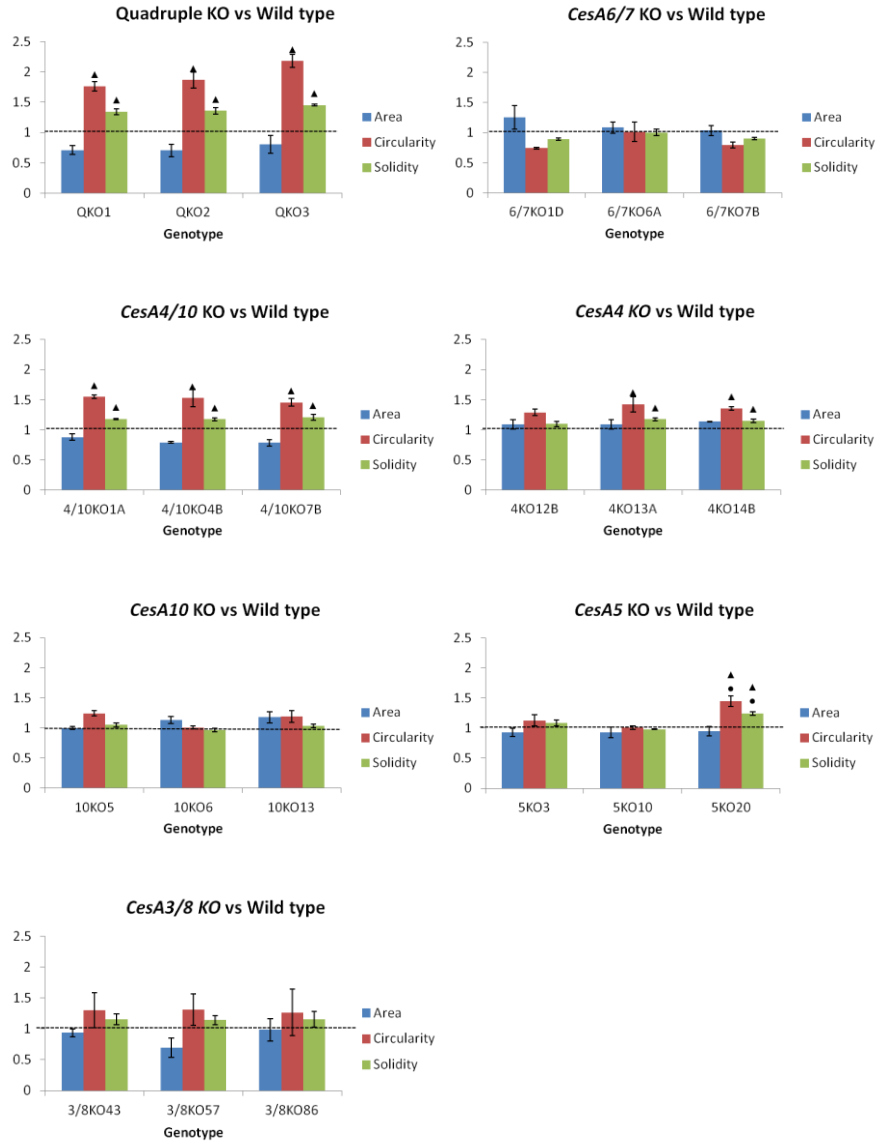 Quadruple KO vs Wild type
2.5
2
1.5
1
0.5
0
QKO1 QKO2 QKO3
Genotype
Area
Circularity
Solidity
CesA6/7 KO vs Wild type
2.5
2
1.5
1
0.5
0
6/7KO1D 6/7KO6A 6/7KO7B
Genotype
Area
Circularity
Solidity
CesA4/10 KO vs Wild type
2.5
2
1.5
1
0.5
0
4/10KO1A 4/10KO4B 4/10KO7B
Genotype
Area
Circularity
Solidity
CesA4 KO vs Wild type
2.5
2
1.5
1
0.5
0
4KO12B 4KO13A 4KO14B
Genotype
Area
Circularity
Solidity
CesA10 KO vs Wild type
2.5
2
1.5
1
0.5
0
10KO5 10KO6 10KO13
Genotype
Area
Circularity
Solidity
CesA5 KO vs Wild type
2.5
2
1.5
1
0.5
0
5KO3 5KO10 5KO20
Genotype
Area
Circularity
Solidity
CesA3/8 KO vs Wild type
2.5
2
1.5
1
0.5
0
3/8KO43 3/8KO57 3/8KO86
Genotype
Area
Circularity
Solidity